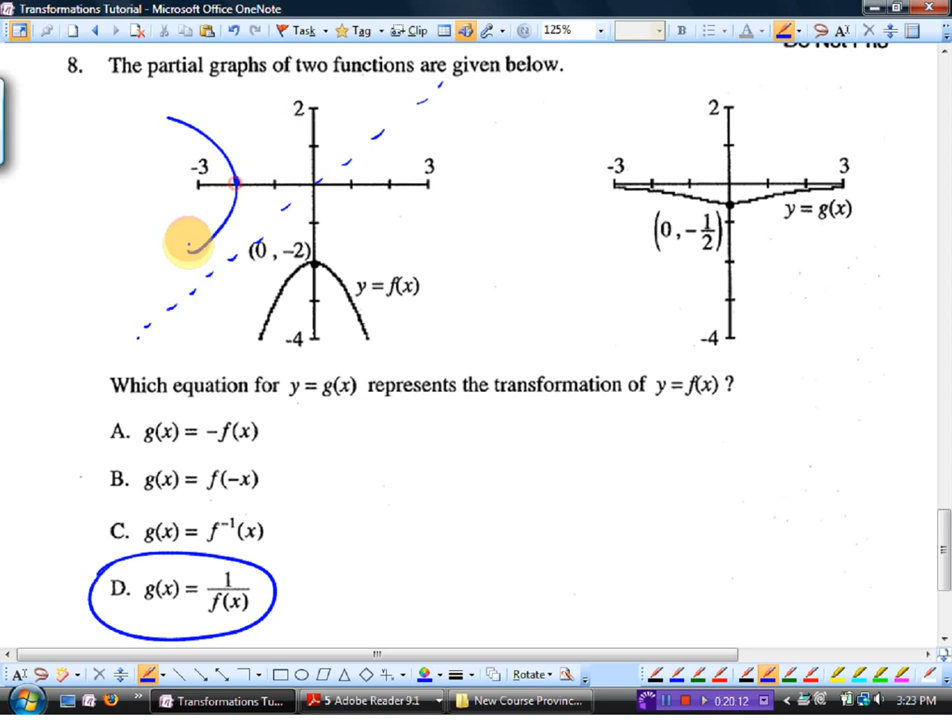 Transformations Tutorial - Microsoft Office OneNote
Task Tag Clip 125% B A
8. The partial graphs of two functions are given below.
2 2
-3 3 -3 3
(0 , -2) y = f(x) (0 , -1/2) y = g(x)
-4 -4
Which equation for y = g(x) represents the transformation of y = f(x) ?
A. g(x) = -f(x)
B. g(x) = f(-x)
C. g(x) = f⁻¹(x)
D. g(x) = 1/f(x)
Rotate
Transformations Tu... 5 Adobe Reader 9.1 New Course Provinc... 0:20:12 3:23 PM